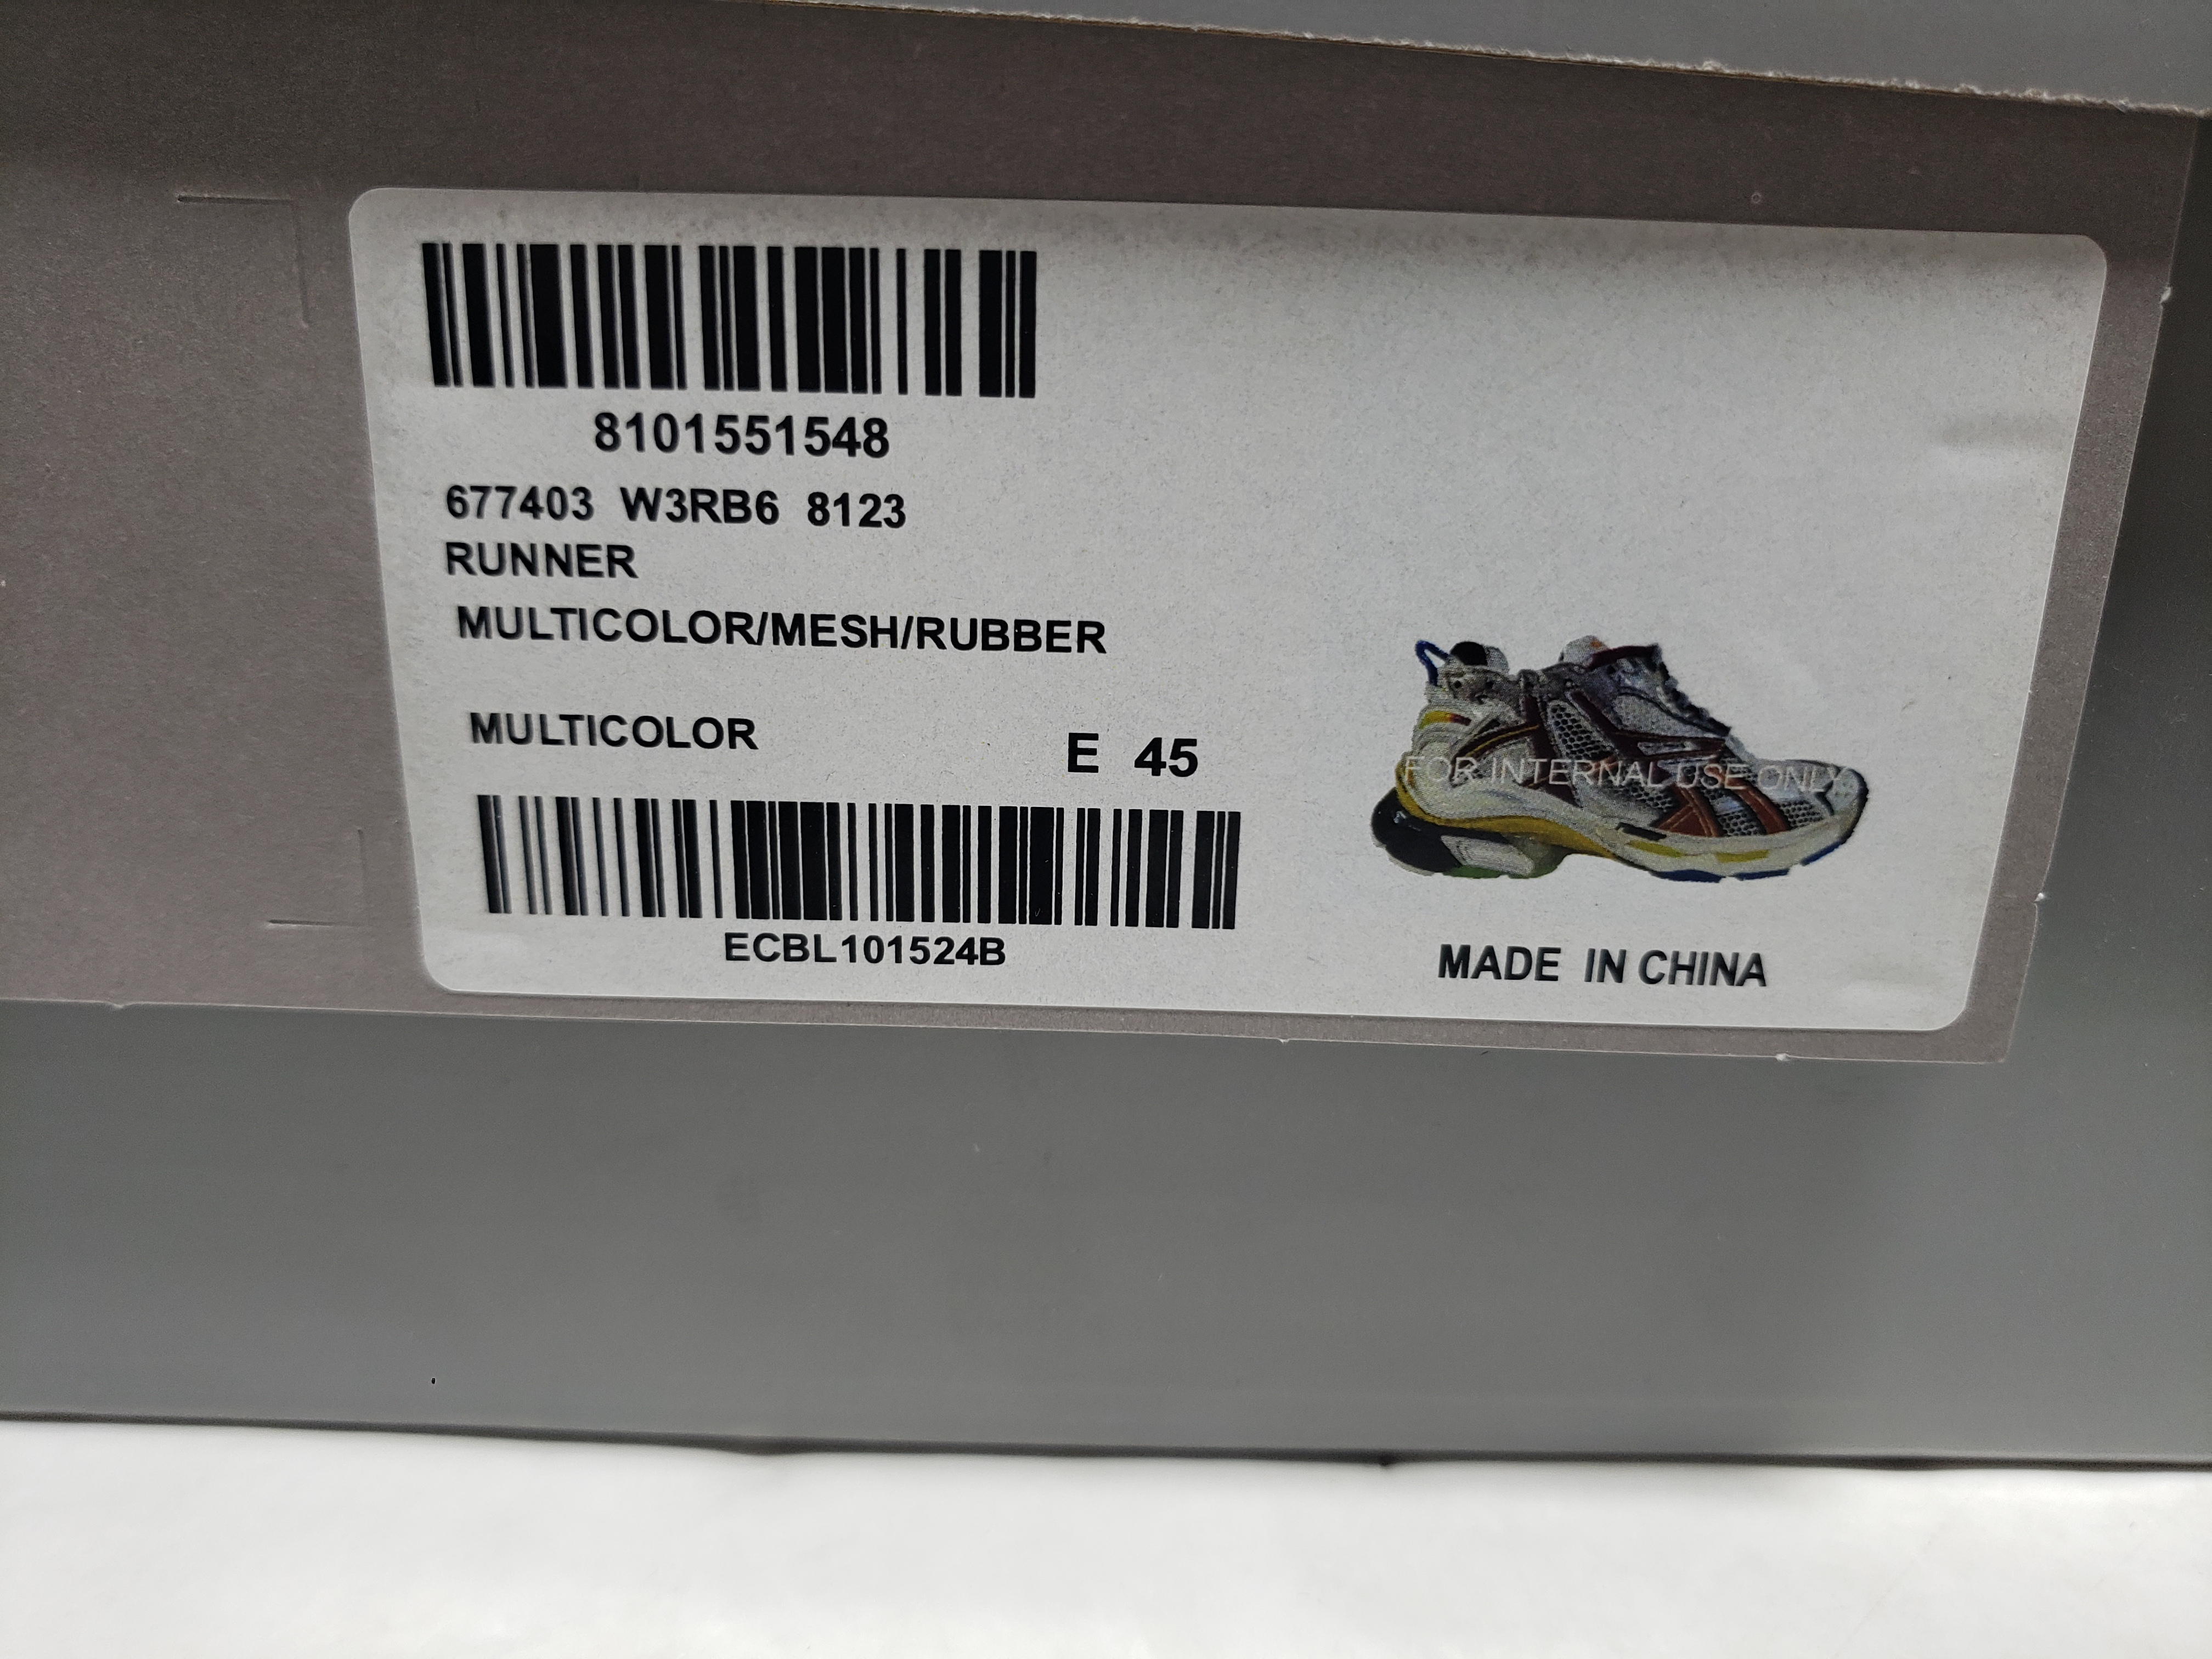 8101551548
677403 W3RB6 8123
RUNNER
MULTICOLOR/MESH/RUBBER
MULTICOLOR E 45
FOR INTERNAL USE ONLY
ECBL101524B
MADE IN CHINA